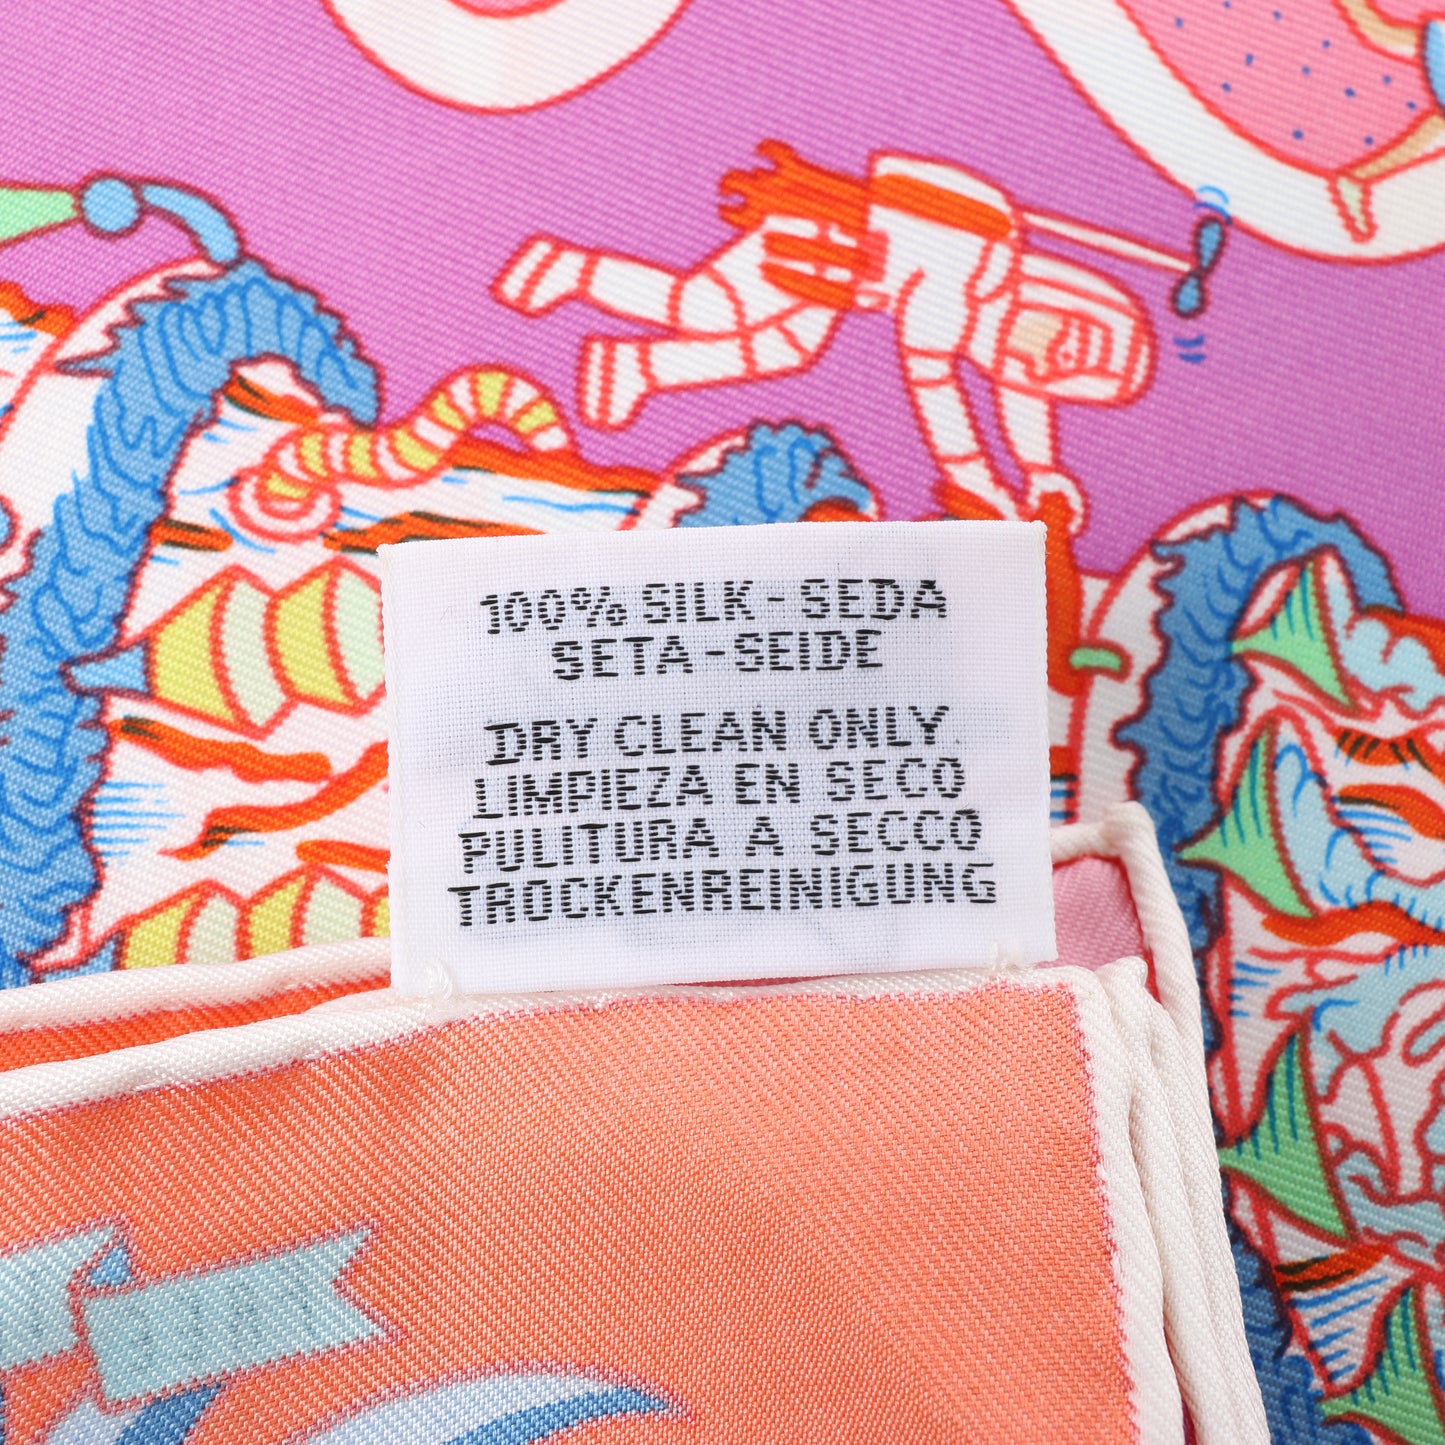 100% SILK - SEDA
SETA - SEIDE
DRY CLEAN ONLY.
LIMPIEZA EN SECO
PULITURA A SECCO
TROCKENREINIGUNG